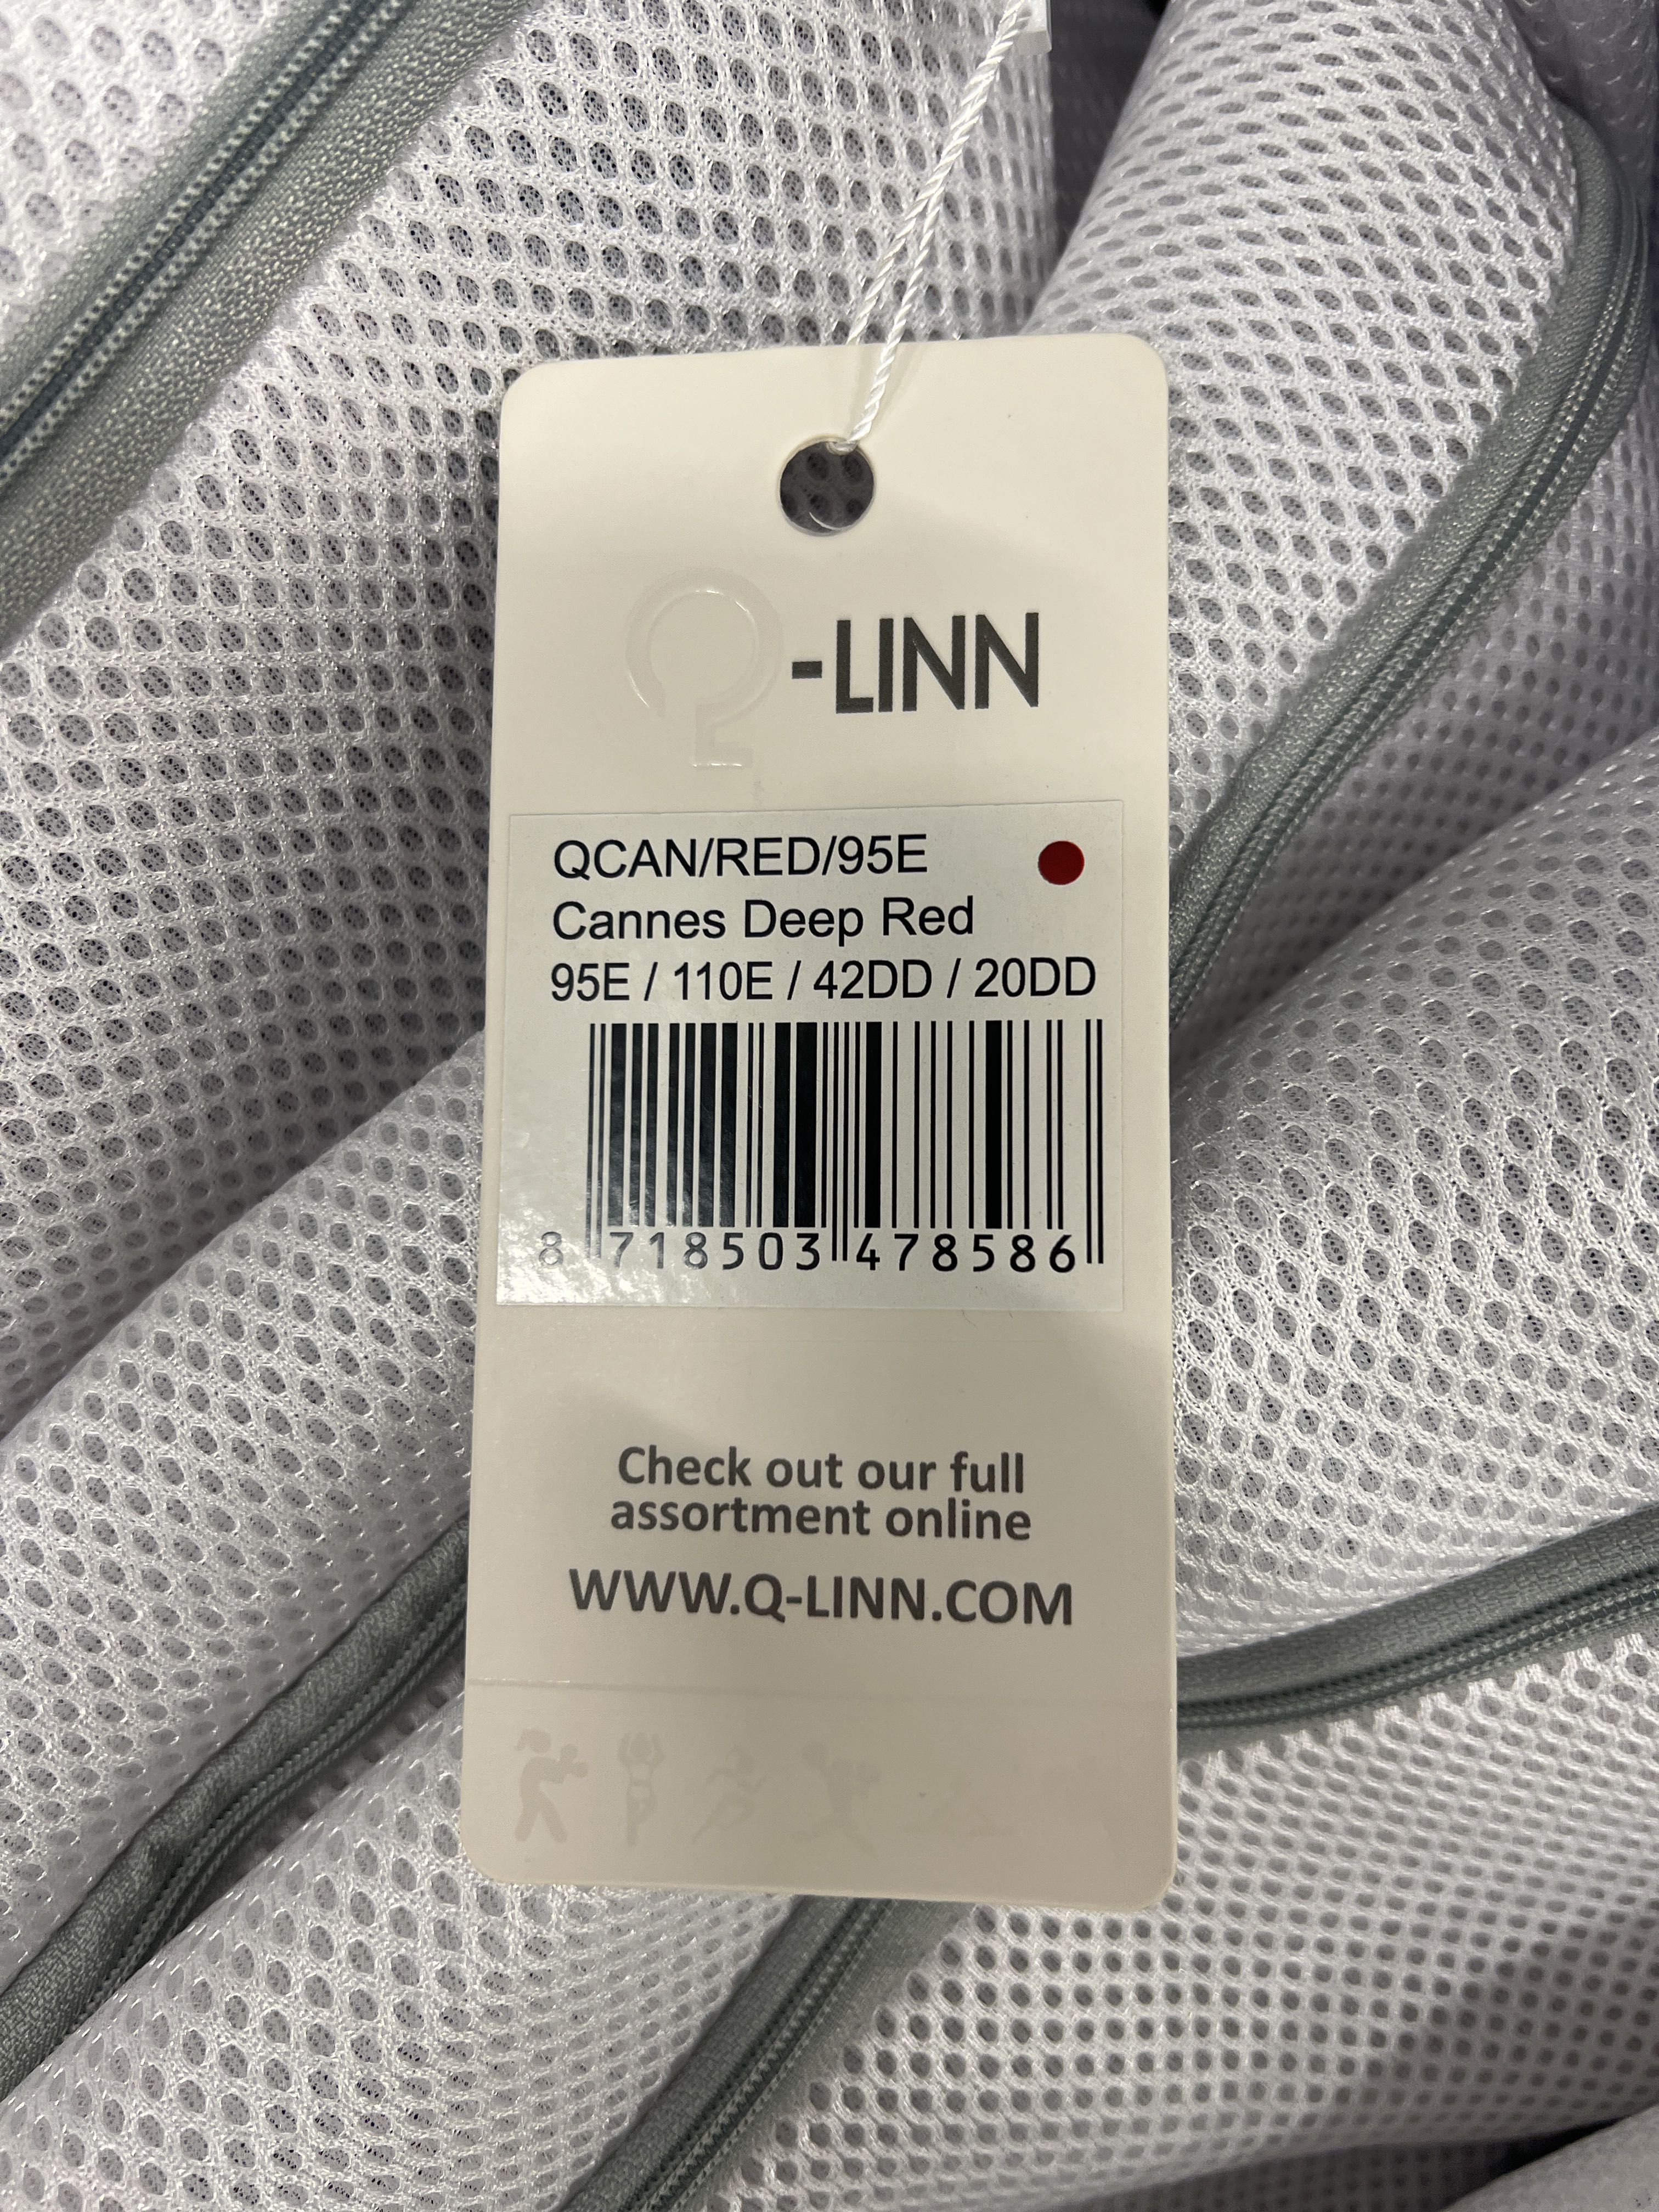 Q-LINN
QCAN/RED/95E
Cannes Deep Red
95E / 110E / 42DD / 20DD
8 718503 478586
Check out our full
assortment online
WWW.Q-LINN.COM